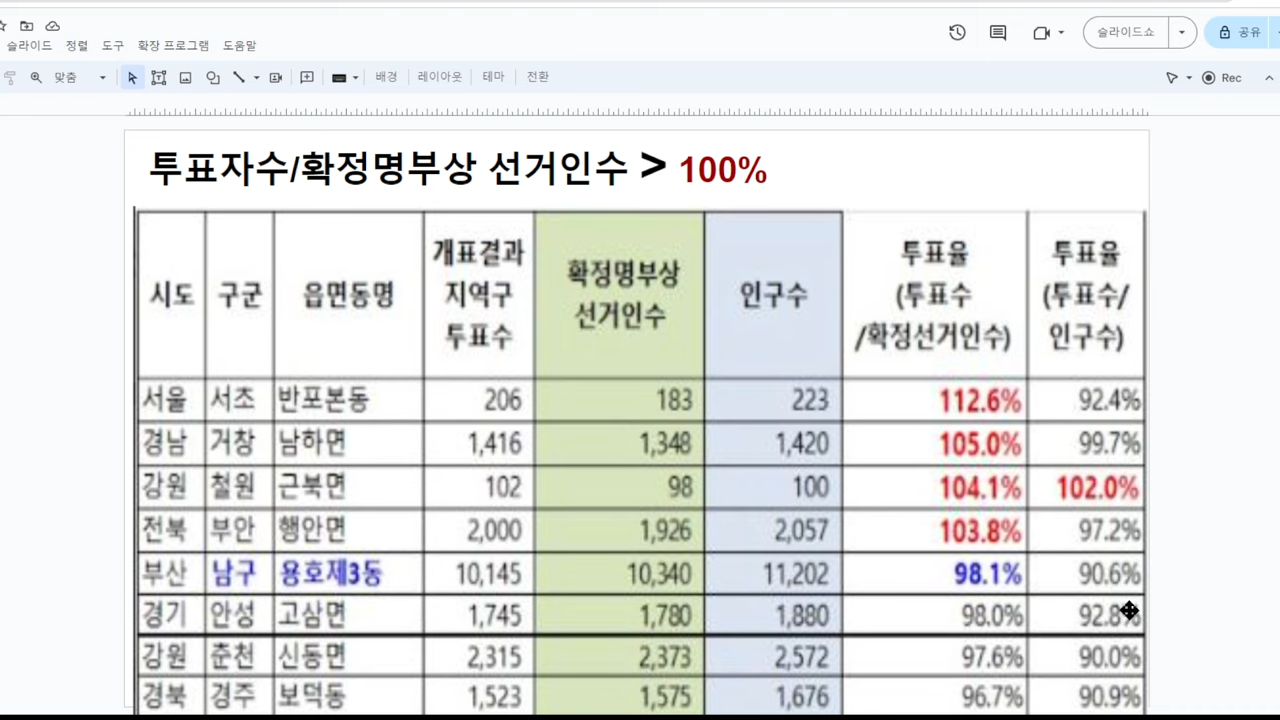 슬라이드 정렬 도구 확장 프로그램 도움말
슬라이드쇼
공유
맞춤
배경 레이아웃 테마 전환
Rec
투표자수/확정명부상 선거인수 > 100%
시도 구군 읍면동명 개표결과 지역구 투표수 확정명부상 선거인수 인구수 투표율 (투표수 /확정선거인수) 투표율 (투표수/ 인구수)
서울 서초 반포본동 206 183 223 112.6% 92.4%
경남 거창 남하면 1,416 1,348 1,420 105.0% 99.7%
강원 철원 근북면 102 98 100 104.1% 102.0%
전북 부안 행안면 2,000 1,926 2,057 103.8% 97.2%
부산 남구 용호제3동 10,145 10,340 11,202 98.1% 90.6%
경기 안성 고삼면 1,745 1,780 1,880 98.0% 92.8%
강원 춘천 신동면 2,315 2,373 2,572 97.6% 90.0%
경북 경주 보덕동 1,523 1,575 1,676 96.7% 90.9%